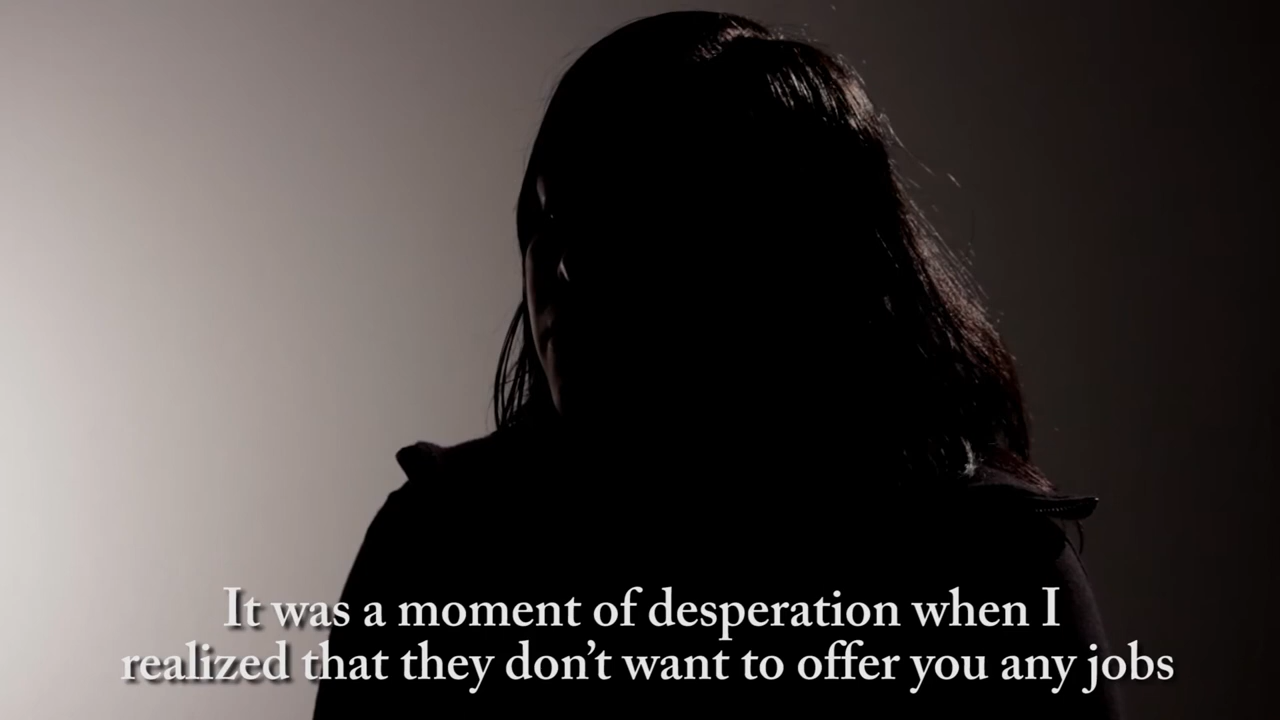 It was a moment of desperation when I
realized that they don't want to offer you any jobs